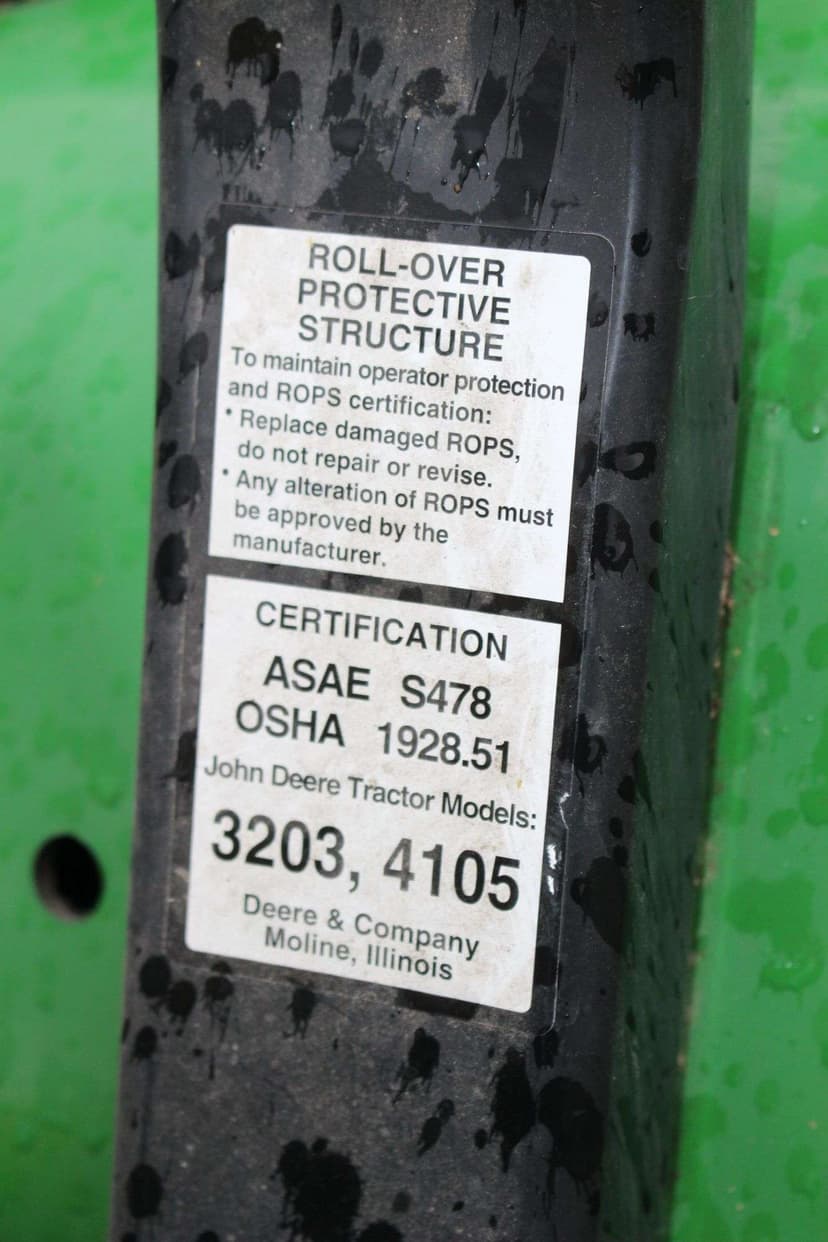 ROLL-OVER
PROTECTIVE
STRUCTURE
To maintain operator protection
and ROPS certification:
• Replace damaged ROPS,
do not repair or revise.
• Any alteration of ROPS must
be approved by the
manufacturer.
CERTIFICATION
ASAE S478
OSHA 1928.51
John Deere Tractor Models:
3203, 4105
Deere & Company
Moline, Illinois